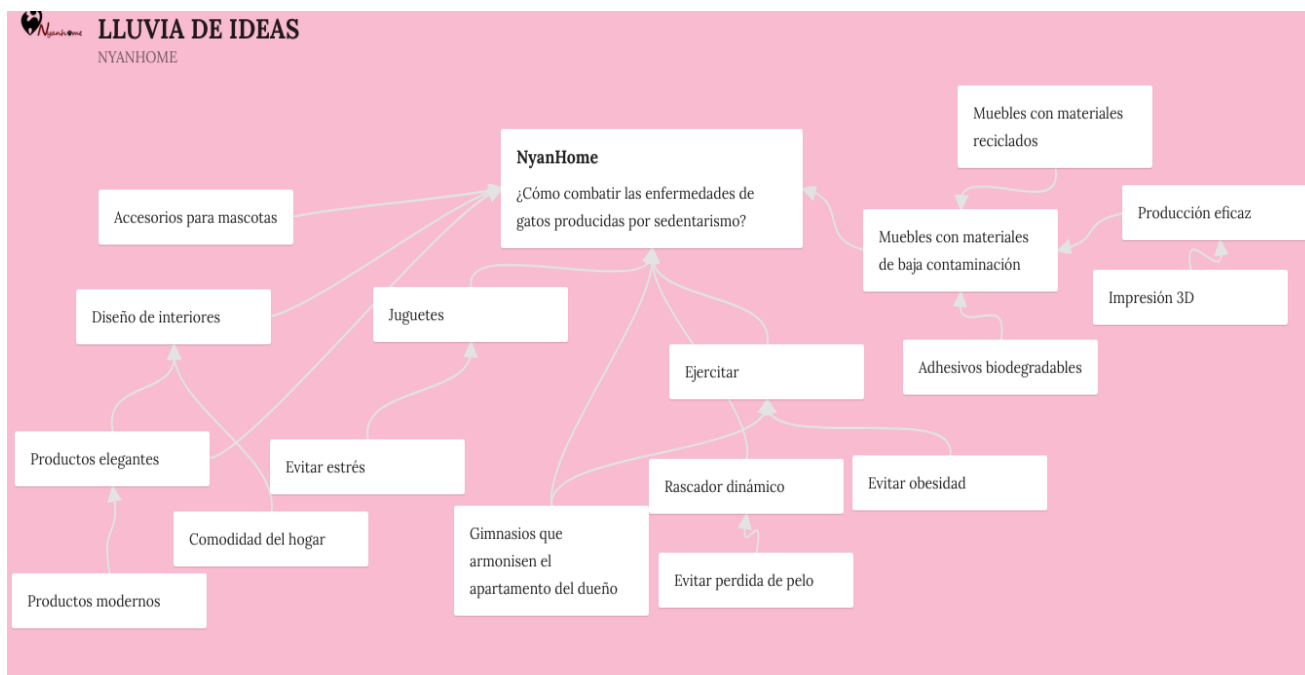 Nyanhome
LLUVIA DE IDEAS
NYANHOME
Muebles con materiales
reciclados
NyanHome
¿Cómo combatir las enfermedades de
gatos producidas por sedentarismo?
Accesorios para mascotas
Producción eficaz
Muebles con materiales
de baja contaminación
Impresión 3D
Diseño de interiores
Juguetes
Ejercitar
Adhesivos biodegradables
Productos elegantes
Evitar estrés
Rascador dinámico
Evitar obesidad
Comodidad del hogar
Gimnasios que
armonisen el
apartamento del dueño
Evitar perdida de pelo
Productos modernos